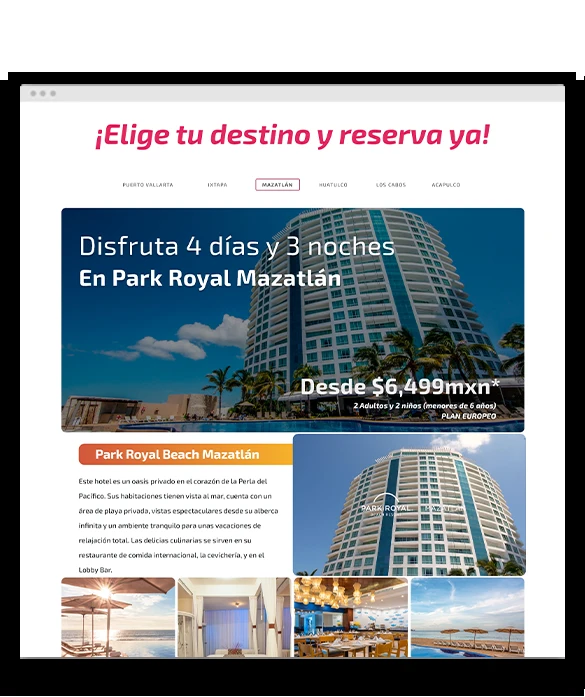 ¡Elige tu destino y reserva ya!
PUERTO VALLARTA IXTAPA MAZATLÁN HUATULCO LOS CABOS ACAPULCO
Disfruta 4 días y 3 noches
En Park Royal Mazatlán
Desde $6,499mxn*
2 Adultos y 2 niños (menores de 6 años)
PLAN EUROPEO
Park Royal Beach Mazatlán
Este hotel es un oasis privado en el corazón de la Perla del
Pacífico. Sus habitaciones tienen vista al mar, cuenta con un
área de playa privada, vistas espectaculares desde su alberca
infinita y un ambiente tranquilo para unas vacaciones de
relajación total. Las delicias culinarias se sirven en su
restaurante de comida internacional, la cevichería, y en el
Lobby Bar.
PARK ROYAL
MAZATLÁN